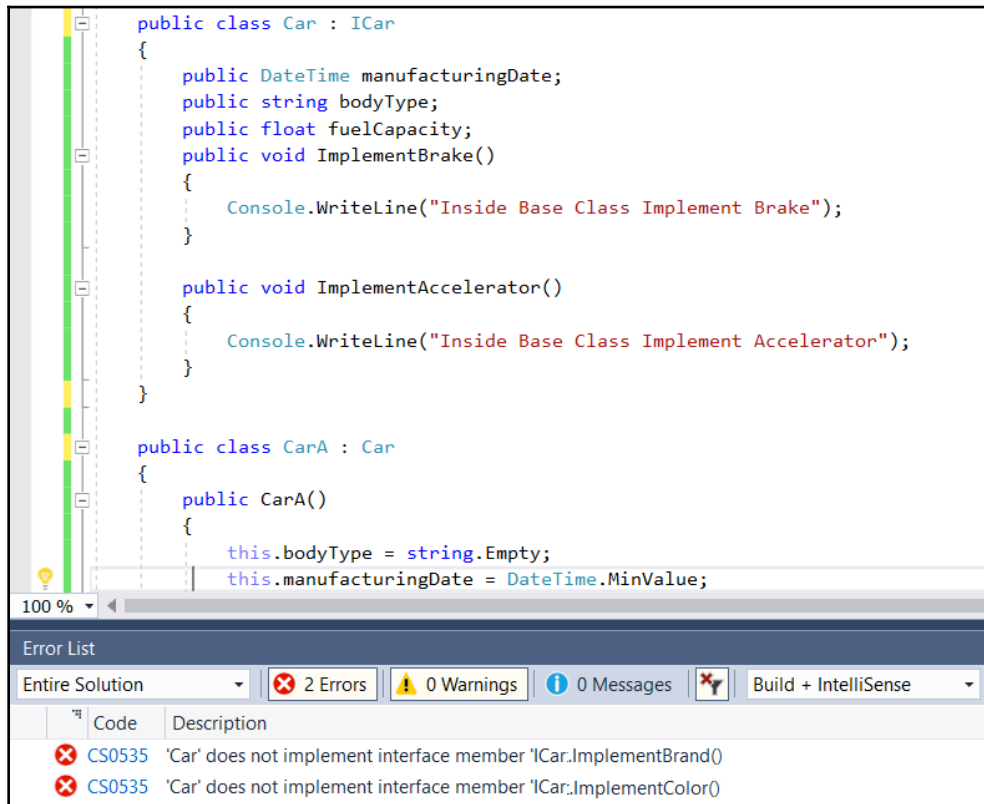 public class Car : ICar
{
public DateTime manufacturingDate;
public string bodyType;
public float fuelCapacity;
public void ImplementBrake()
{
Console.WriteLine("Inside Base Class Implement Brake");
}
public void ImplementAccelerator()
{
Console.WriteLine("Inside Base Class Implement Accelerator");
}
}
public class CarA : Car
{
public CarA()
{
this.bodyType = string.Empty;
this.manufacturingDate = DateTime.MinValue;
100 %
Error List
Entire Solution 2 Errors 0 Warnings 0 Messages Build + IntelliSense
Code Description
CS0535 'Car' does not implement interface member 'ICar:.ImplementBrand()
CS0535 'Car' does not implement interface member 'ICar:.ImplementColor()